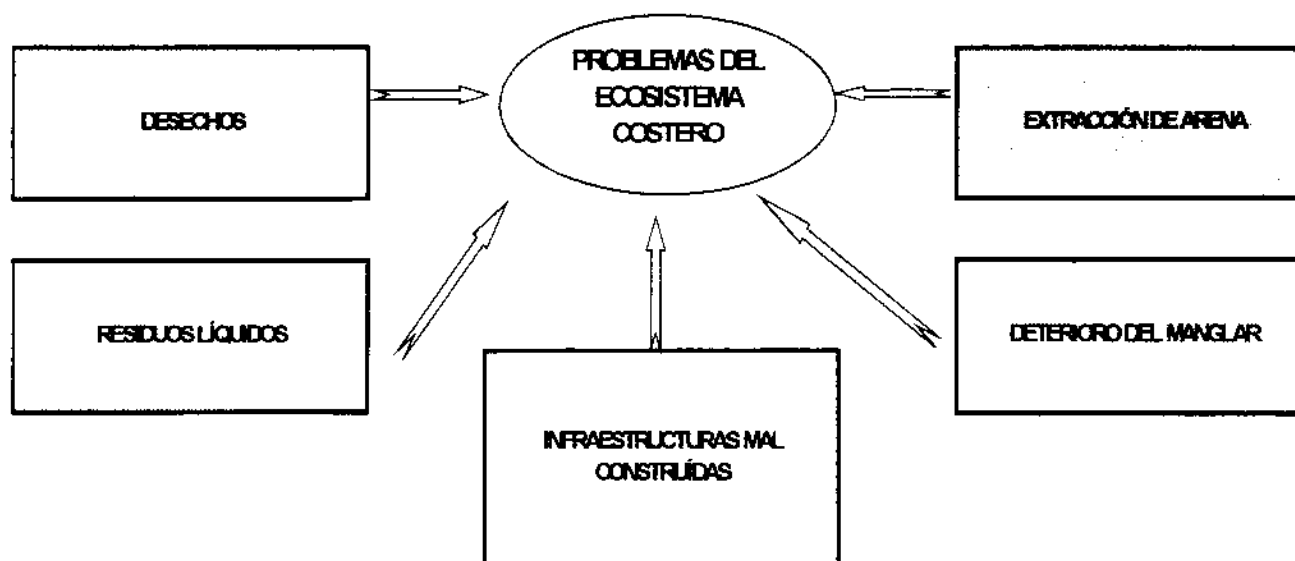 PROBLEMAS DEL
ECOSISTEMA
COSTERO
DESECHOS
EXTRACCIÓN DE ARENA
RESIDUOS LÍQUIDOS
DETERIORO DEL MANGLAR
INFRAESTRUCTURAS MAL
CONSTRUÍDAS